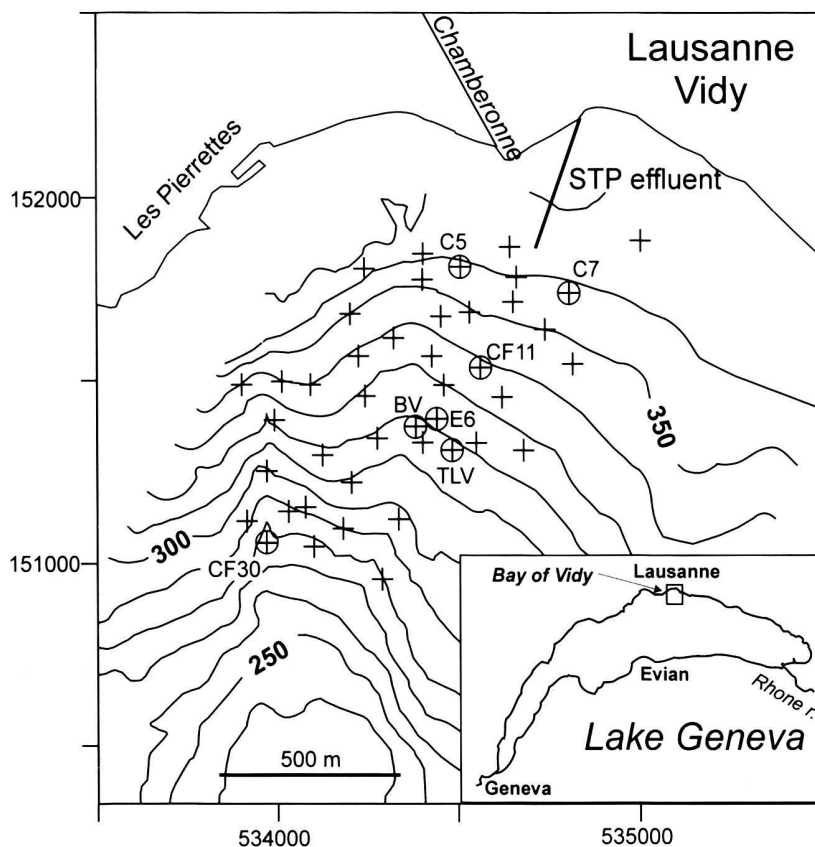 Lausanne
Vidy
Chamberonne
Les Pierrettes
STP effluent
152000
C5
C7
CF11
BV
E6
350
TLV
300
151000
CF30
250
500 m
534000
535000
Bay of Vidy
Lausanne
Evian
Rhone r.
Lake Geneva
Geneva